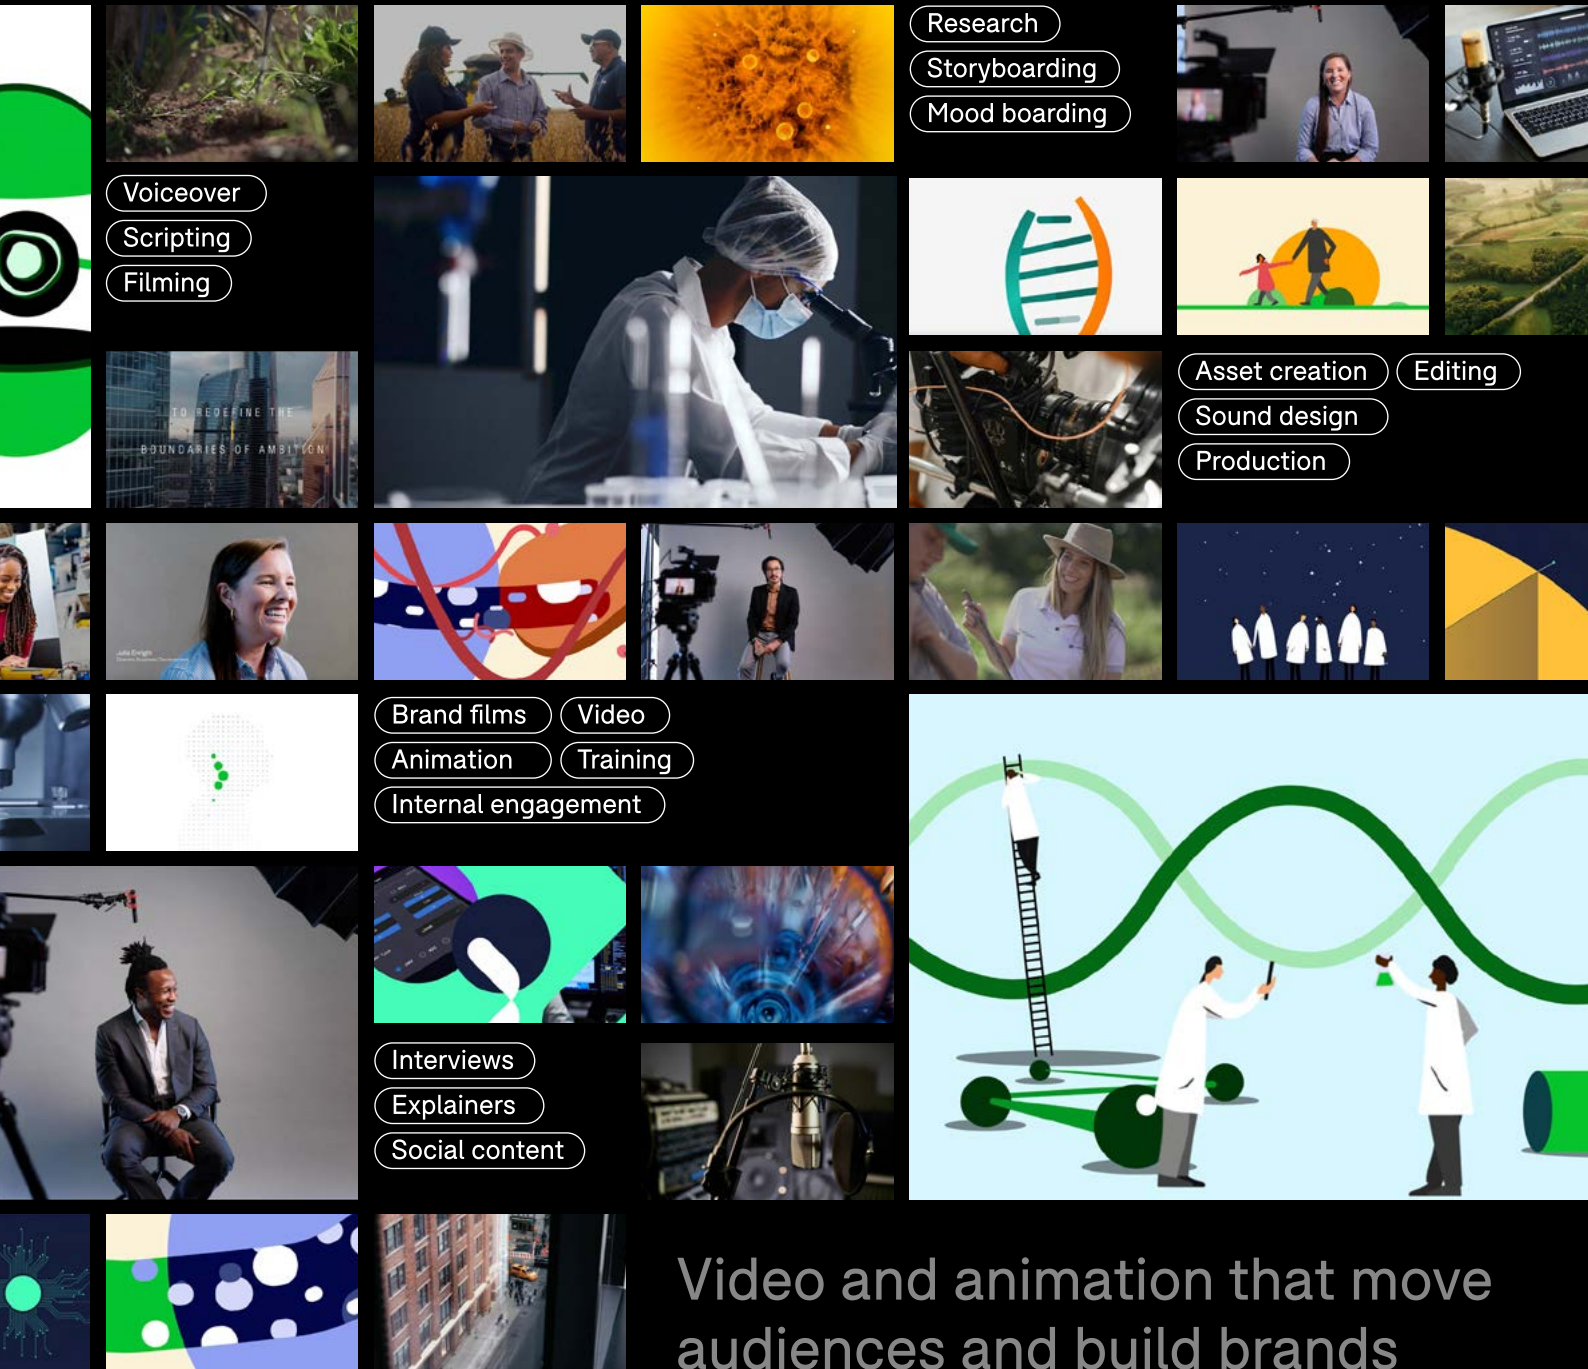 Research
Storyboarding
Mood boarding
Voiceover
Scripting
Filming
TO REDEFINE THE
BOUNDARIES OF AMBITION
Asset creation Editing
Sound design
Production
Julia Enright
Brand films Video
Animation Training
Internal engagement
Interviews
Explainers
Social content
Video and animation that move
audiences and build brands